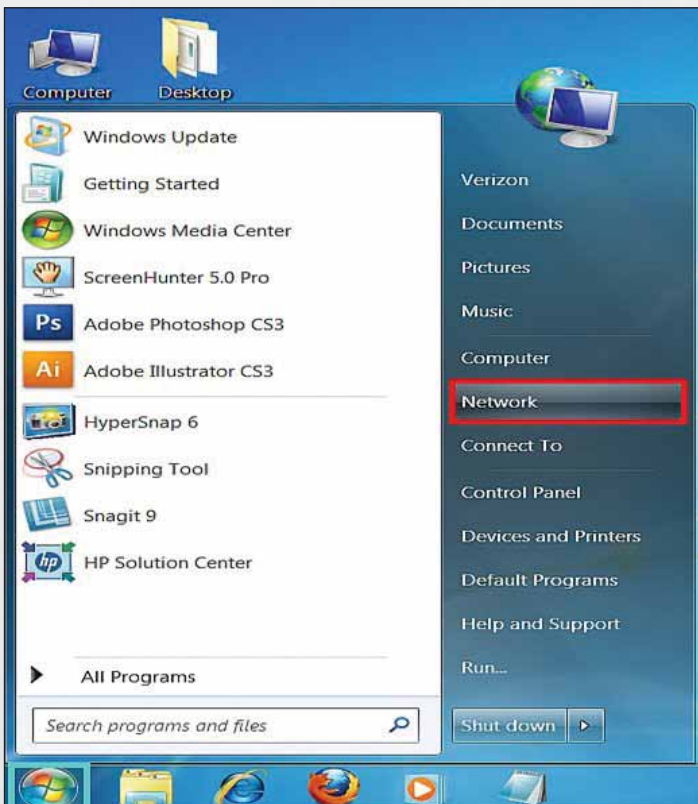 Computer
Desktop
Windows Update
Getting Started
Windows Media Center
ScreenHunter 5.0 Pro
Ps
Adobe Photoshop CS3
Ai
Adobe Illustrator CS3
HyperSnap 6
Snipping Tool
Snagit 9
hp
HP Solution Center
All Programs
Search programs and files
Verizon
Documents
Pictures
Music
Computer
Network
Connect To
Control Panel
Devices and Printers
Default Programs
Help and Support
Run...
Shut down